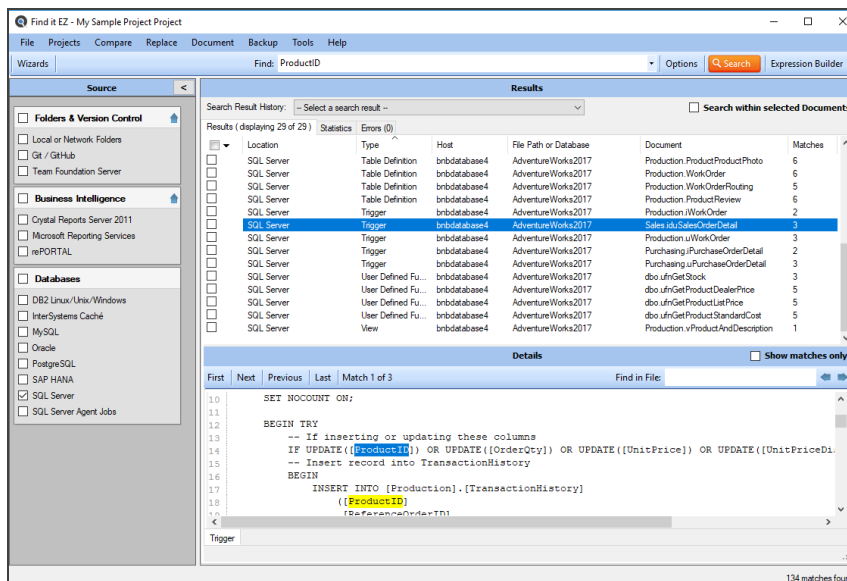 Find it EZ - My Sample Project Project
File Projects Compare Replace Document Backup Tools Help
Wizards Find: ProductID Options Search Expression Builder
Source <
Folders & Version Control
Local or Network Folders
Git / GitHub
Team Foundation Server
Business Intelligence
Crystal Reports Server 2011
Microsoft Reporting Services
rePORTAL
Databases
DB2 Linux/Unix/Windows
InterSystems Caché
MySQL
Oracle
PostgreSQL
SAP HANA
SQL Server
SQL Server Agent Jobs
Results
Search Result History: -- Select a search result -- Search within selected Documents
Results ( displaying 29 of 29 ) Statistics Errors (0)
Location Type Host File Path or Database Document Matches
SQL Server Table Definition bnbdatabase4 AdventureWorks2017 Production.ProductProductPhoto 6
SQL Server Table Definition bnbdatabase4 AdventureWorks2017 Production.WorkOrder 6
SQL Server Table Definition bnbdatabase4 AdventureWorks2017 Production.WorkOrderRouting 5
SQL Server Table Definition bnbdatabase4 AdventureWorks2017 Production.ProductReview 6
SQL Server Trigger bnbdatabase4 AdventureWorks2017 Production.iWorkOrder 2
SQL Server Trigger bnbdatabase4 AdventureWorks2017 Sales.iduSalesOrderDetail 3
SQL Server Trigger bnbdatabase4 AdventureWorks2017 Production.uWorkOrder 3
SQL Server Trigger bnbdatabase4 AdventureWorks2017 Purchasing.iPurchaseOrderDetail 2
SQL Server Trigger bnbdatabase4 AdventureWorks2017 Purchasing.uPurchaseOrderDetail 3
SQL Server User Defined Fu... bnbdatabase4 AdventureWorks2017 dbo.ufnGetStock 3
SQL Server User Defined Fu... bnbdatabase4 AdventureWorks2017 dbo.ufnGetProductDealerPrice 5
SQL Server User Defined Fu... bnbdatabase4 AdventureWorks2017 dbo.ufnGetProductListPrice 5
SQL Server User Defined Fu... bnbdatabase4 AdventureWorks2017 dbo.ufnGetProductStandardCost 5
SQL Server View bnbdatabase4 AdventureWorks2017 Production.vProductAndDescription 1
Details Show matches only
First Next Previous Last Match 1 of 3 Find in File:
10 SET NOCOUNT ON;
11
12 BEGIN TRY
13 -- If inserting or updating these columns
14 IF UPDATE([ProductID]) OR UPDATE([OrderQty]) OR UPDATE([UnitPrice]) OR UPDATE([UnitPriceDi
15 -- Insert record into TransactionHistory
16 BEGIN
17 INSERT INTO [Production].[TransactionHistory]
18 ([ProductID]
19 [ReferenceOrderID]
Trigger
134 matches foun